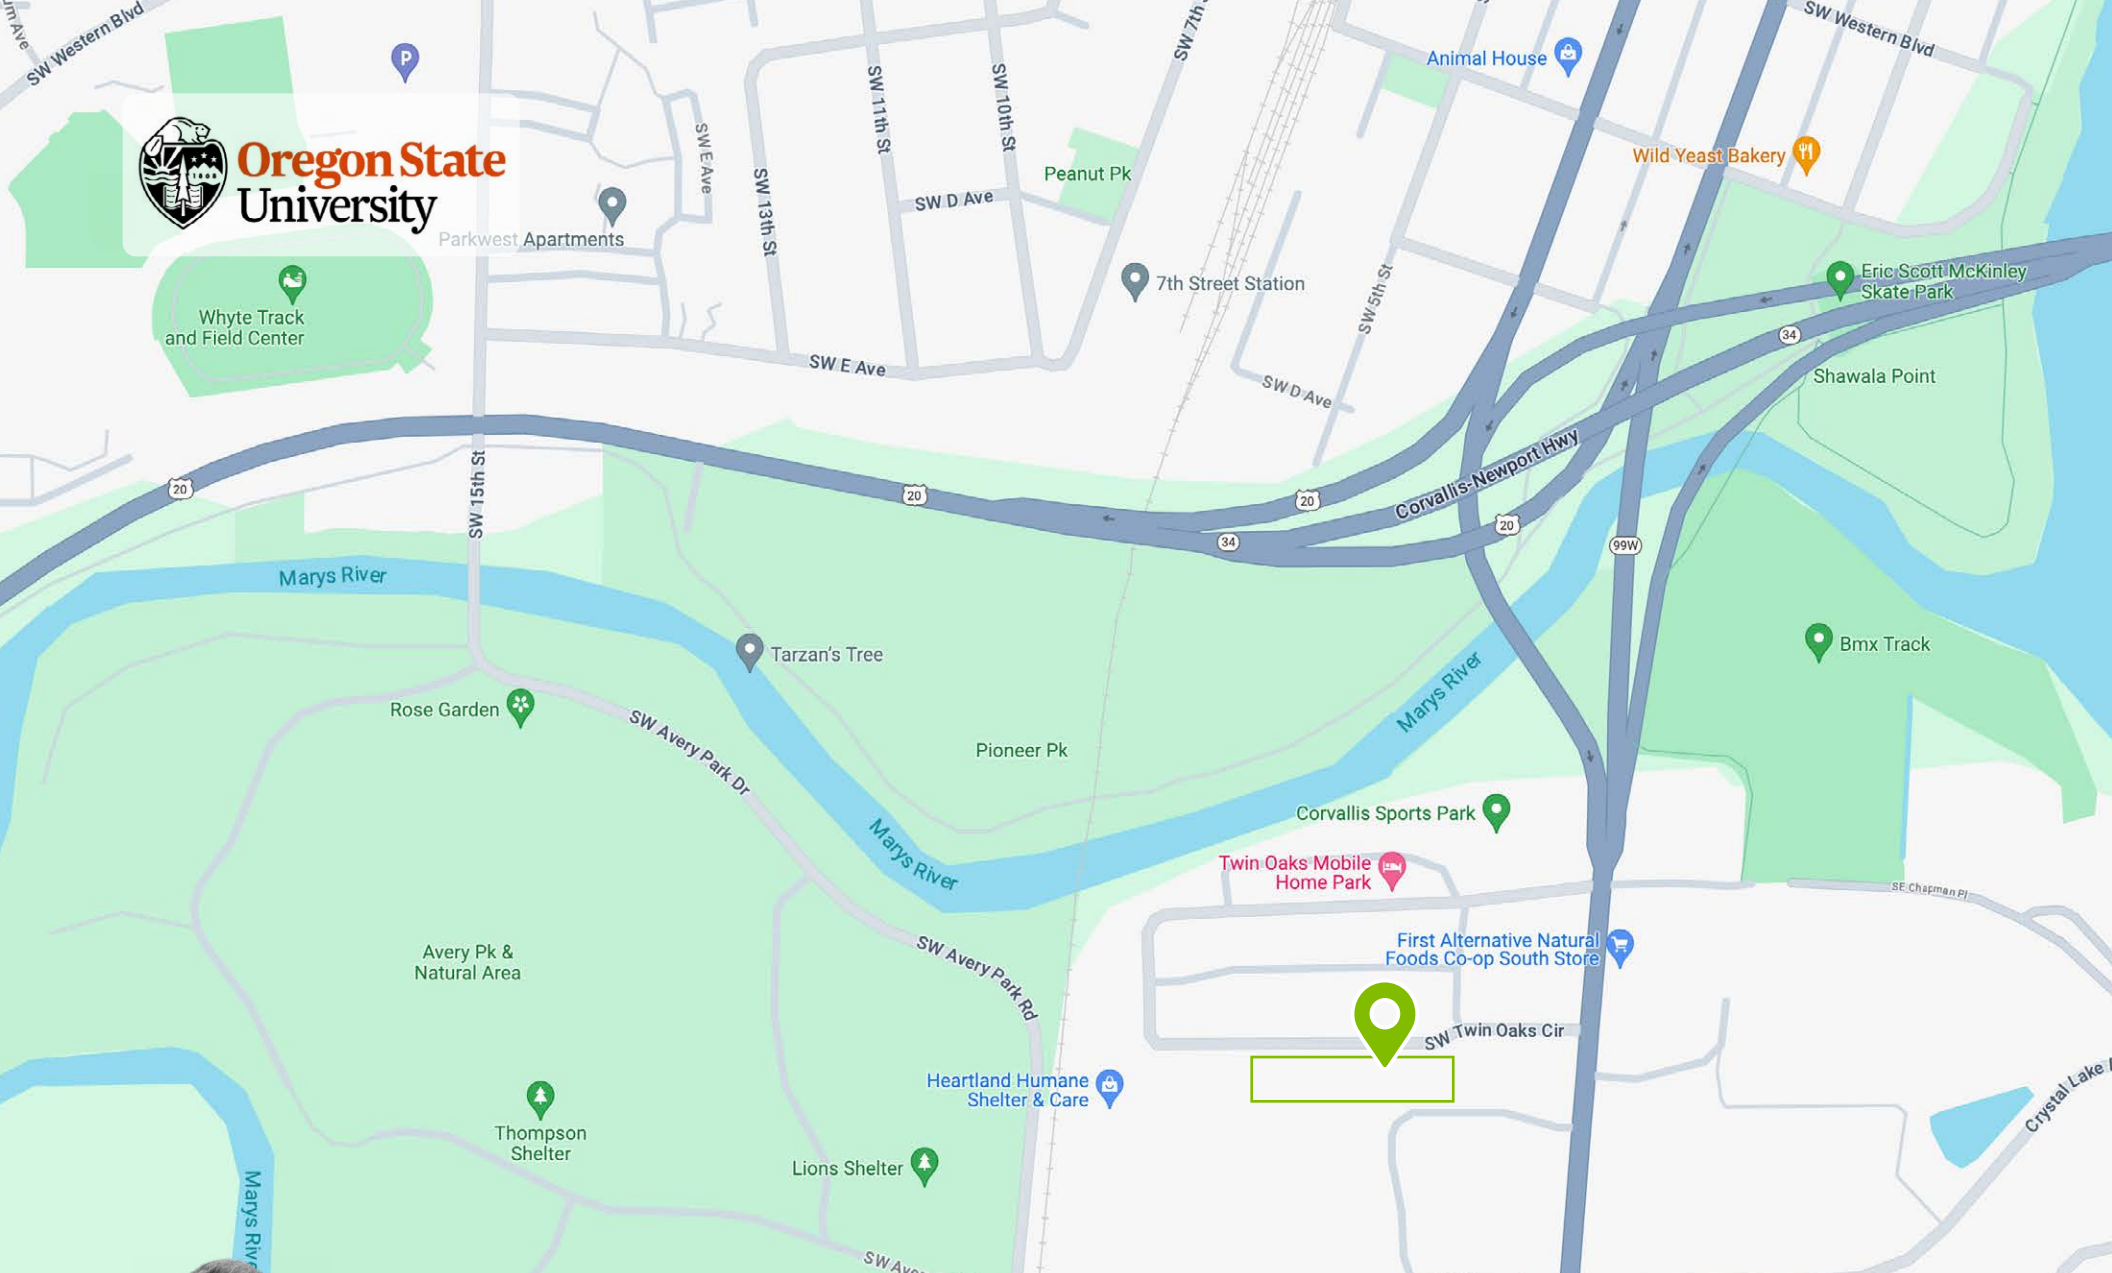 SW Western Blvd
SW Western Blvd
P
Animal House
Oregon State
University
SW E Ave
SW 11th St
SW 10th St
SW 13th St
SW 7th
Peanut Pk
Wild Yeast Bakery
SW D Ave
Parkwest Apartments
7th Street Station
SW 5th St
Eric Scott McKinley
Skate Park
Whyte Track
and Field Center
34
SW E Ave
SW D Ave
Shawala Point
SW 15th St
20
20
20
Corvallis-Newport Hwy
20
34
99W
Marys River
Tarzan's Tree
Bmx Track
Rose Garden
SW Avery Park Dr
Marys River
Pioneer Pk
Corvallis Sports Park
Marys River
Twin Oaks Mobile
Home Park
SE Chapman Pl
Avery Pk &
Natural Area
SW Avery Park Rd
First Alternative Natural
Foods Co-op South Store
SW Twin Oaks Cir
Heartland Humane
Shelter & Care
Crystal Lake
Thompson
Shelter
Lions Shelter
Marys Riv
SW Ave